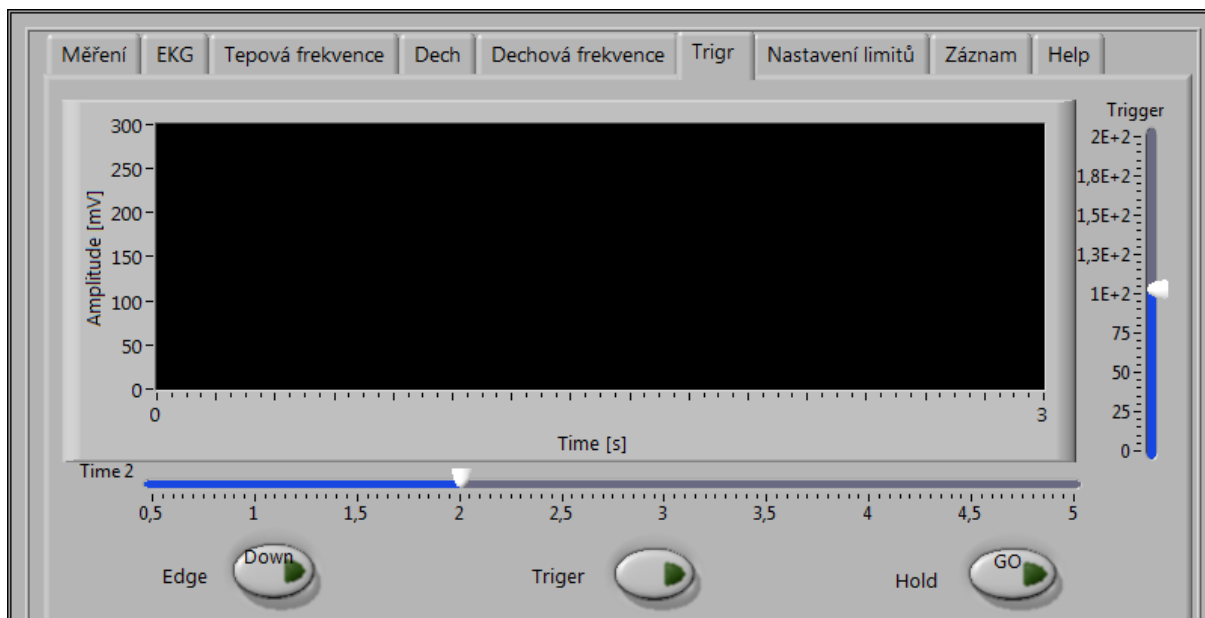 Měření EKG Tepová frekvence Dech Dechová frekvence Trigr Nastavení limitů Záznam Help
Trigger
300
250
200
150
100
50
0
Amplitude [mV]
0 3
Time [s]
2E+2
1,8E+2
1,5E+2
1,3E+2
1E+2
75
50
25
0
Time 2
0,5 1 1,5 2 2,5 3 3,5 4 4,5 5
Edge Down Triger Hold GO